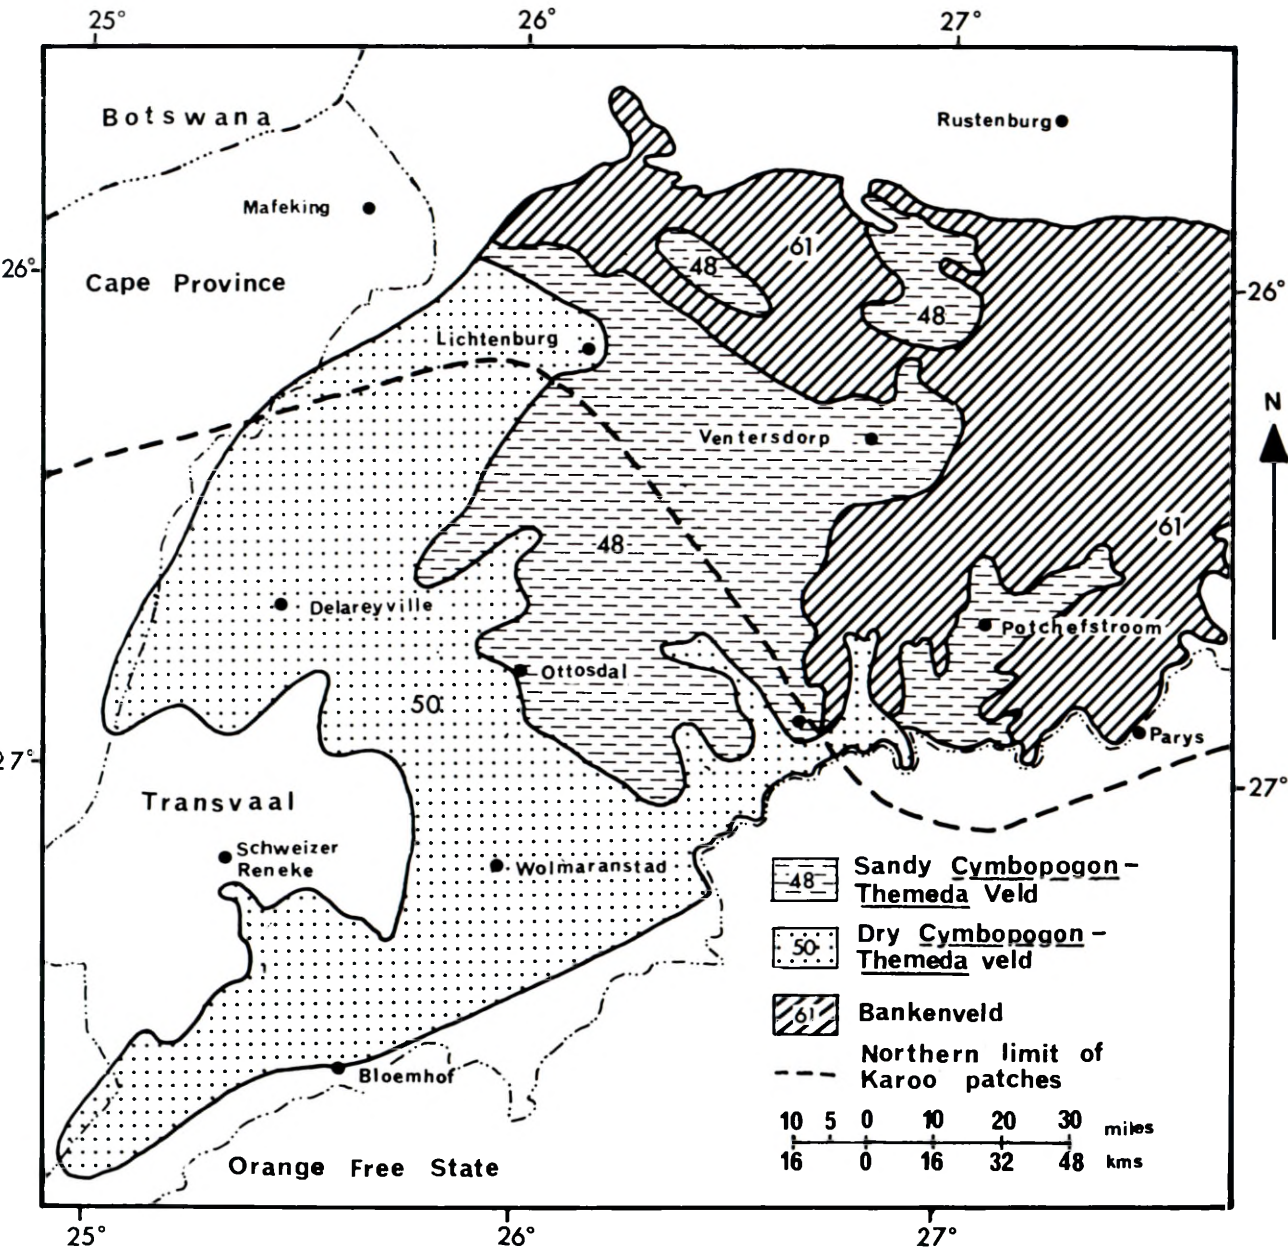 25° 26° 27°
Botswana
Rustenburg
Mafeking
61
48
26°
Cape Province
26°
48
Lichtenburg
N
Ventersdorp
61
48
Delareyville
Potchefstroom
Ottosdal
50
Parys
27°
27°
Transvaal
Schweizer
Reneke
Wolmaranstad
48 Sandy Cymbopogon–
Themeda Veld
50 Dry Cymbopogon–
Themeda veld
61 Bankenveld
Northern limit of
Karoo patches
Bloemhof
10 5 0 10 20 30 miles
16 0 16 32 48 kms
Orange Free State
25° 26° 27°